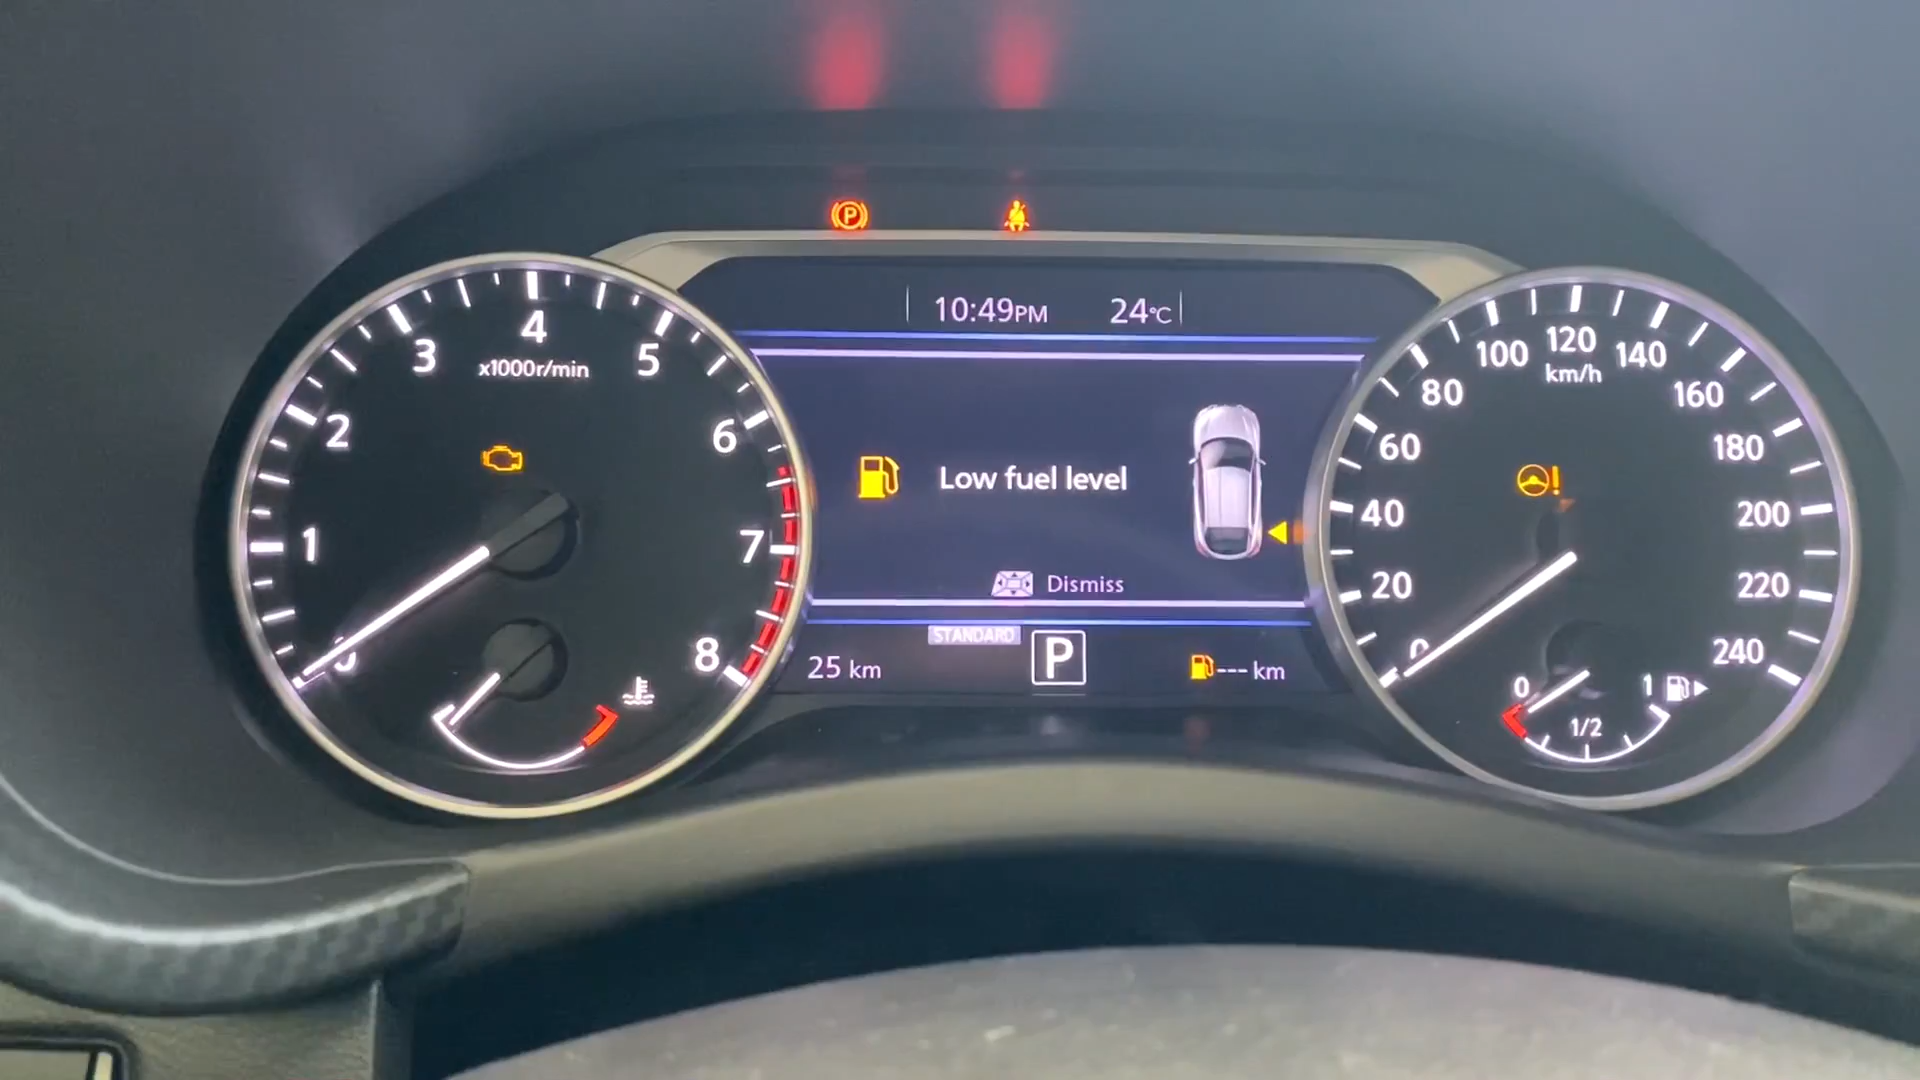 P
10:49PM 24°C
4
3 5
x1000r/min
2
6
1
7
0
8
Low fuel level
Dismiss
STANDARD
25 km P --- km
120
100 140
km/h
80 160
60 180
40 200
20 220
0 240
0 1
1/2